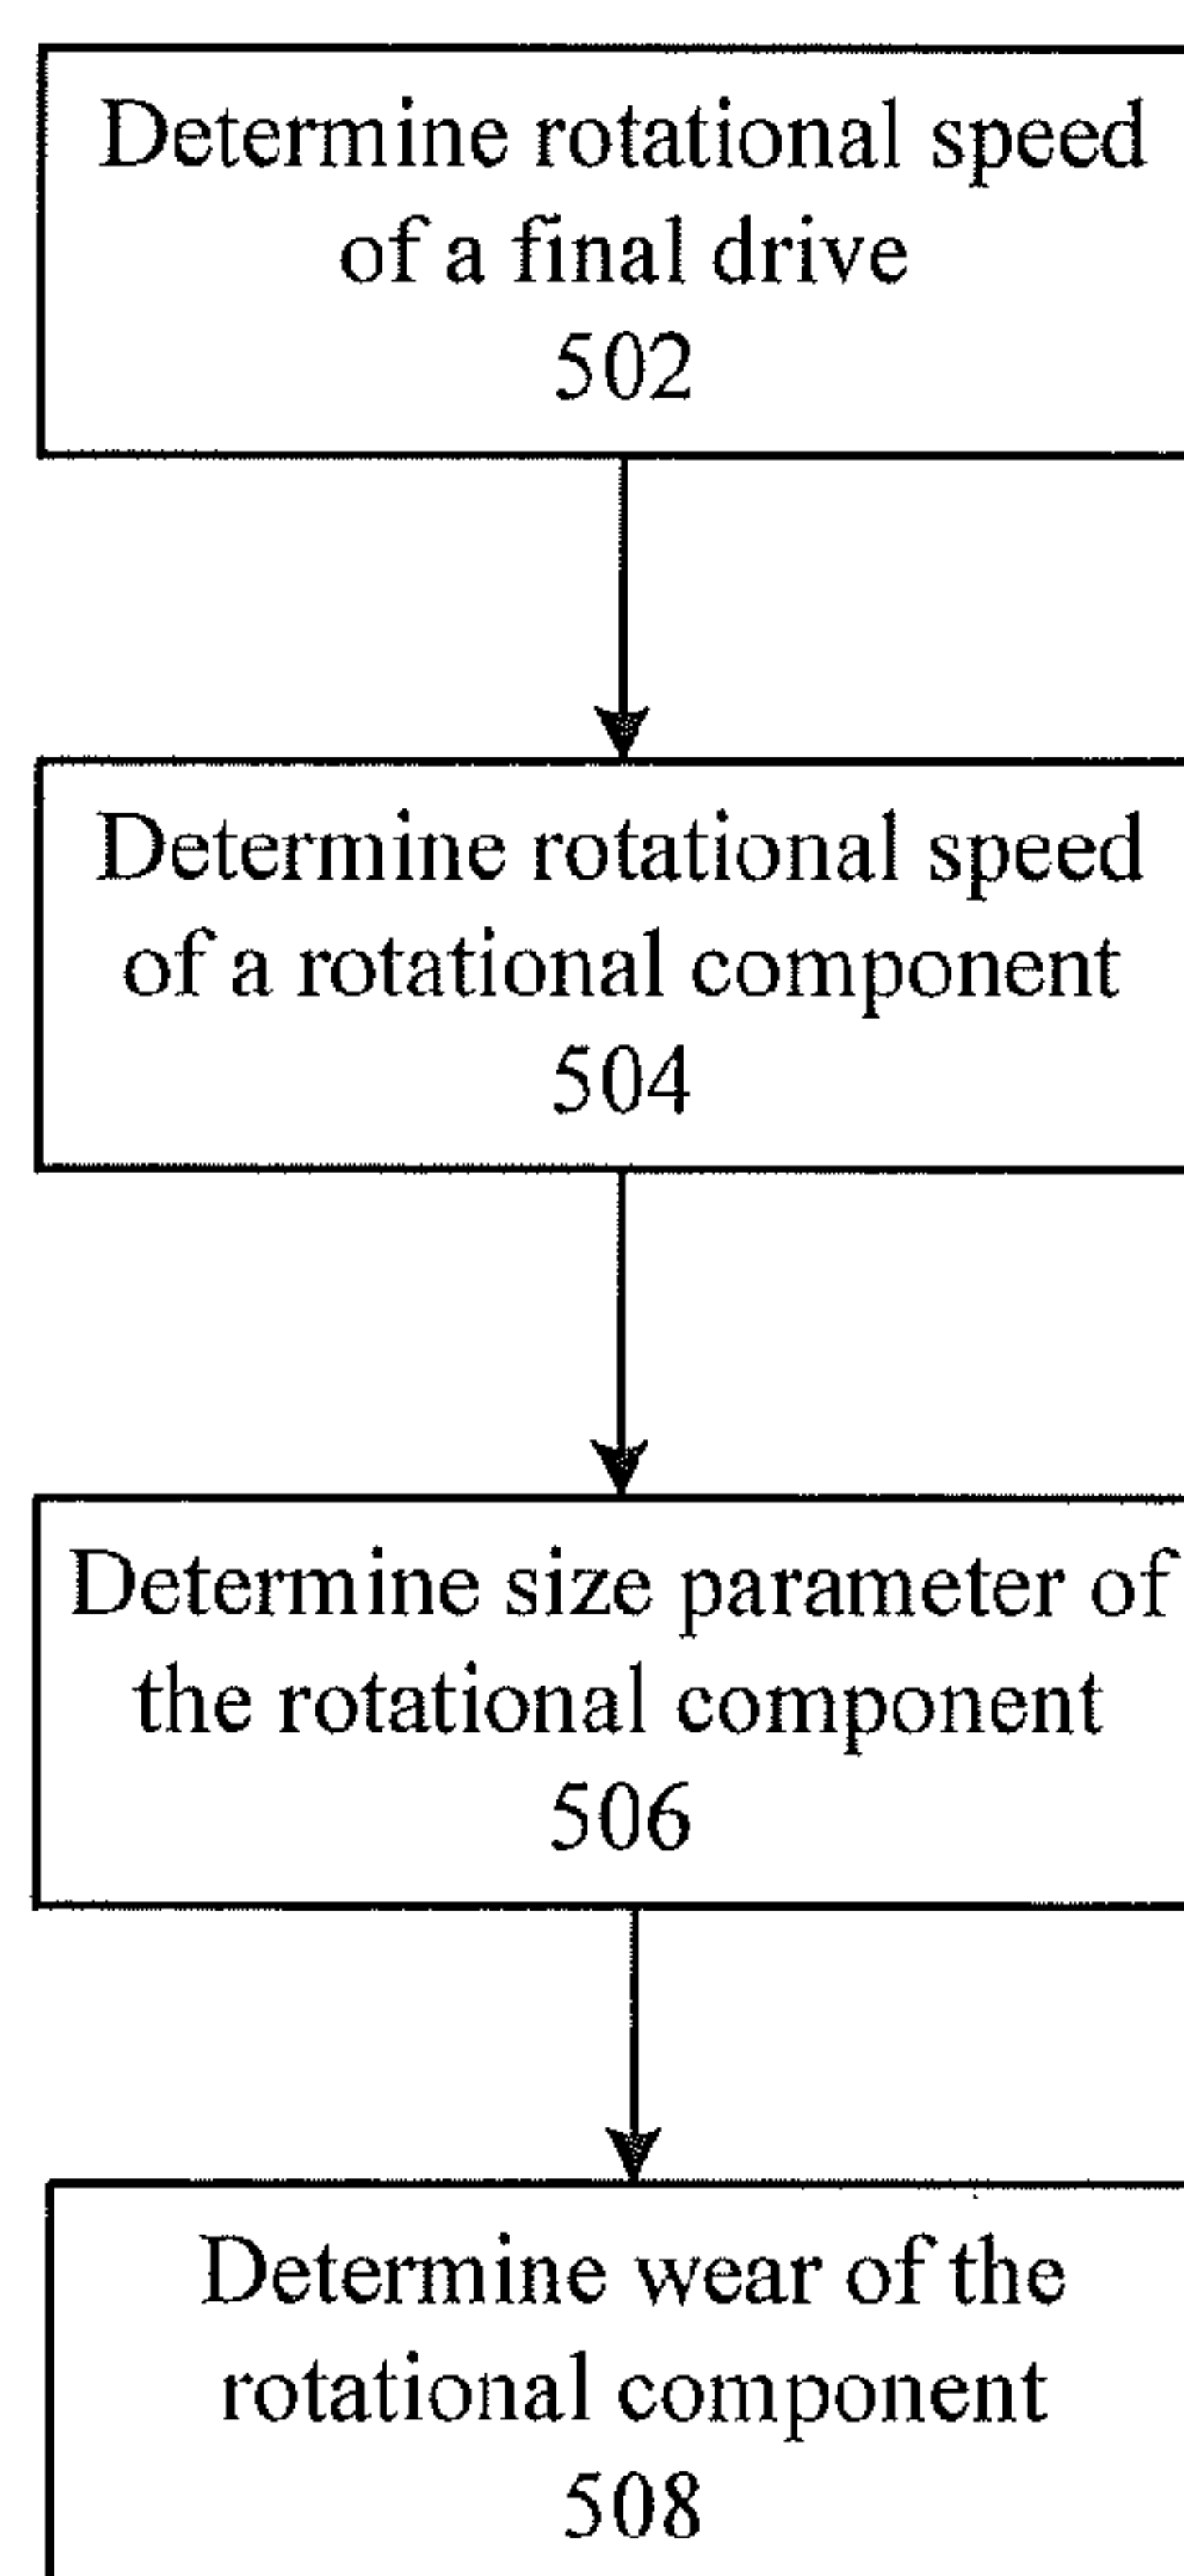 Determine rotational speed
of a final drive
502
Determine rotational speed
of a rotational component
504
Determine size parameter of
the rotational component
506
Determine wear of the
rotational component
508